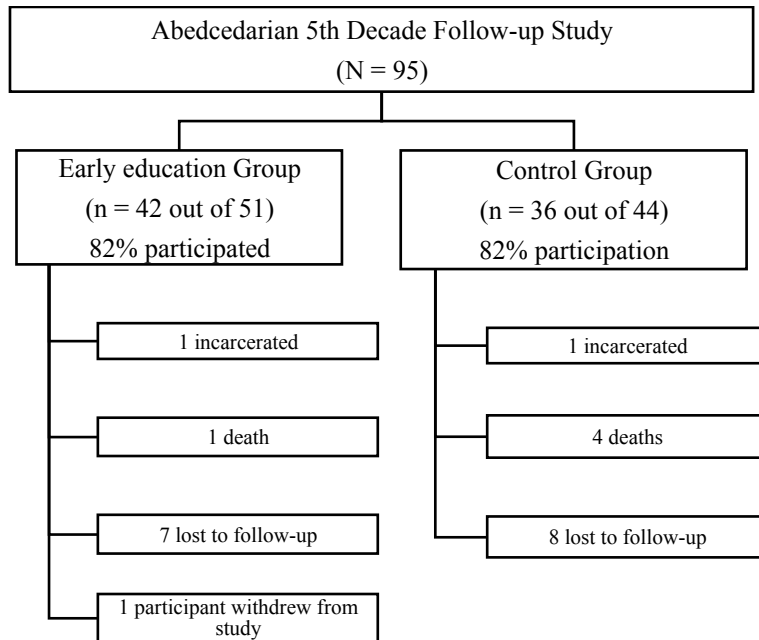 Abedcedarian 5th Decade Follow-up Study
(N = 95)
Early education Group
(n = 42 out of 51)
82% participated
Control Group
(n = 36 out of 44)
82% participation
1 incarcerated
1 death
7 lost to follow-up
1 participant withdrew from
study
1 incarcerated
4 deaths
8 lost to follow-up